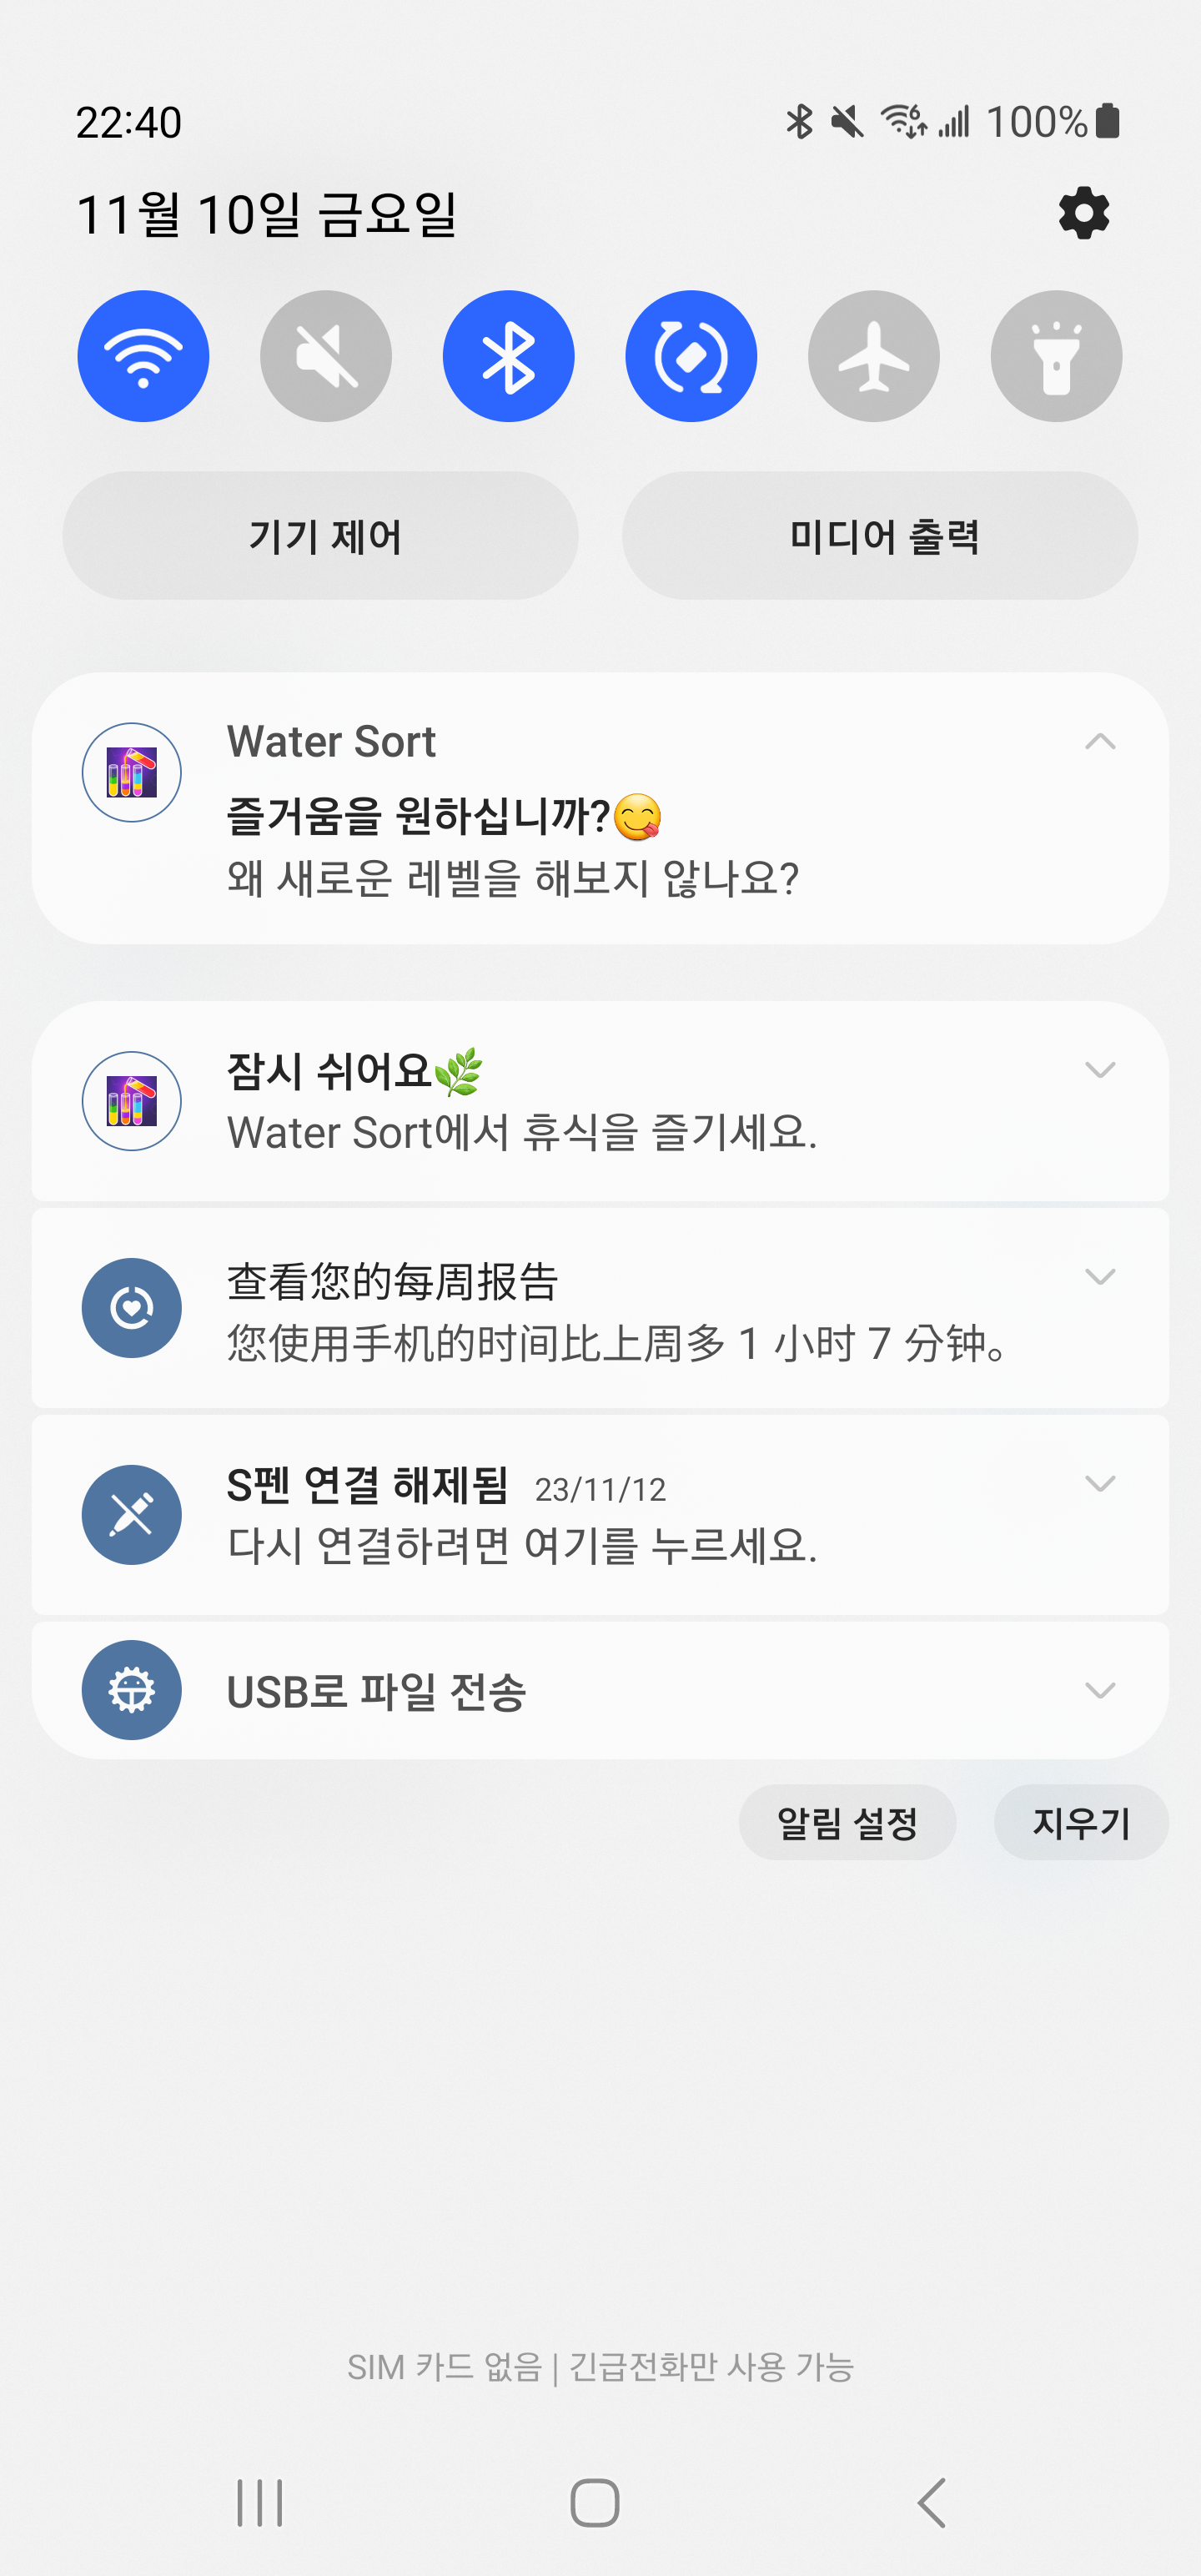 22:40
100%
11월 10일 금요일
기기 제어
미디어 출력
Water Sort
즐거움을 원하십니까?😋
왜 새로운 레벨을 해보지 않나요?
잠시 쉬어요🌿
Water Sort에서 휴식을 즐기세요.
查看您的每周报告
您使用手机的时间比上周多 1 小时 7 分钟。
S펜 연결 해제됨 23/11/12
다시 연결하려면 여기를 누르세요.
USB로 파일 전송
알림 설정
지우기
SIM 카드 없음 | 긴급전화만 사용 가능